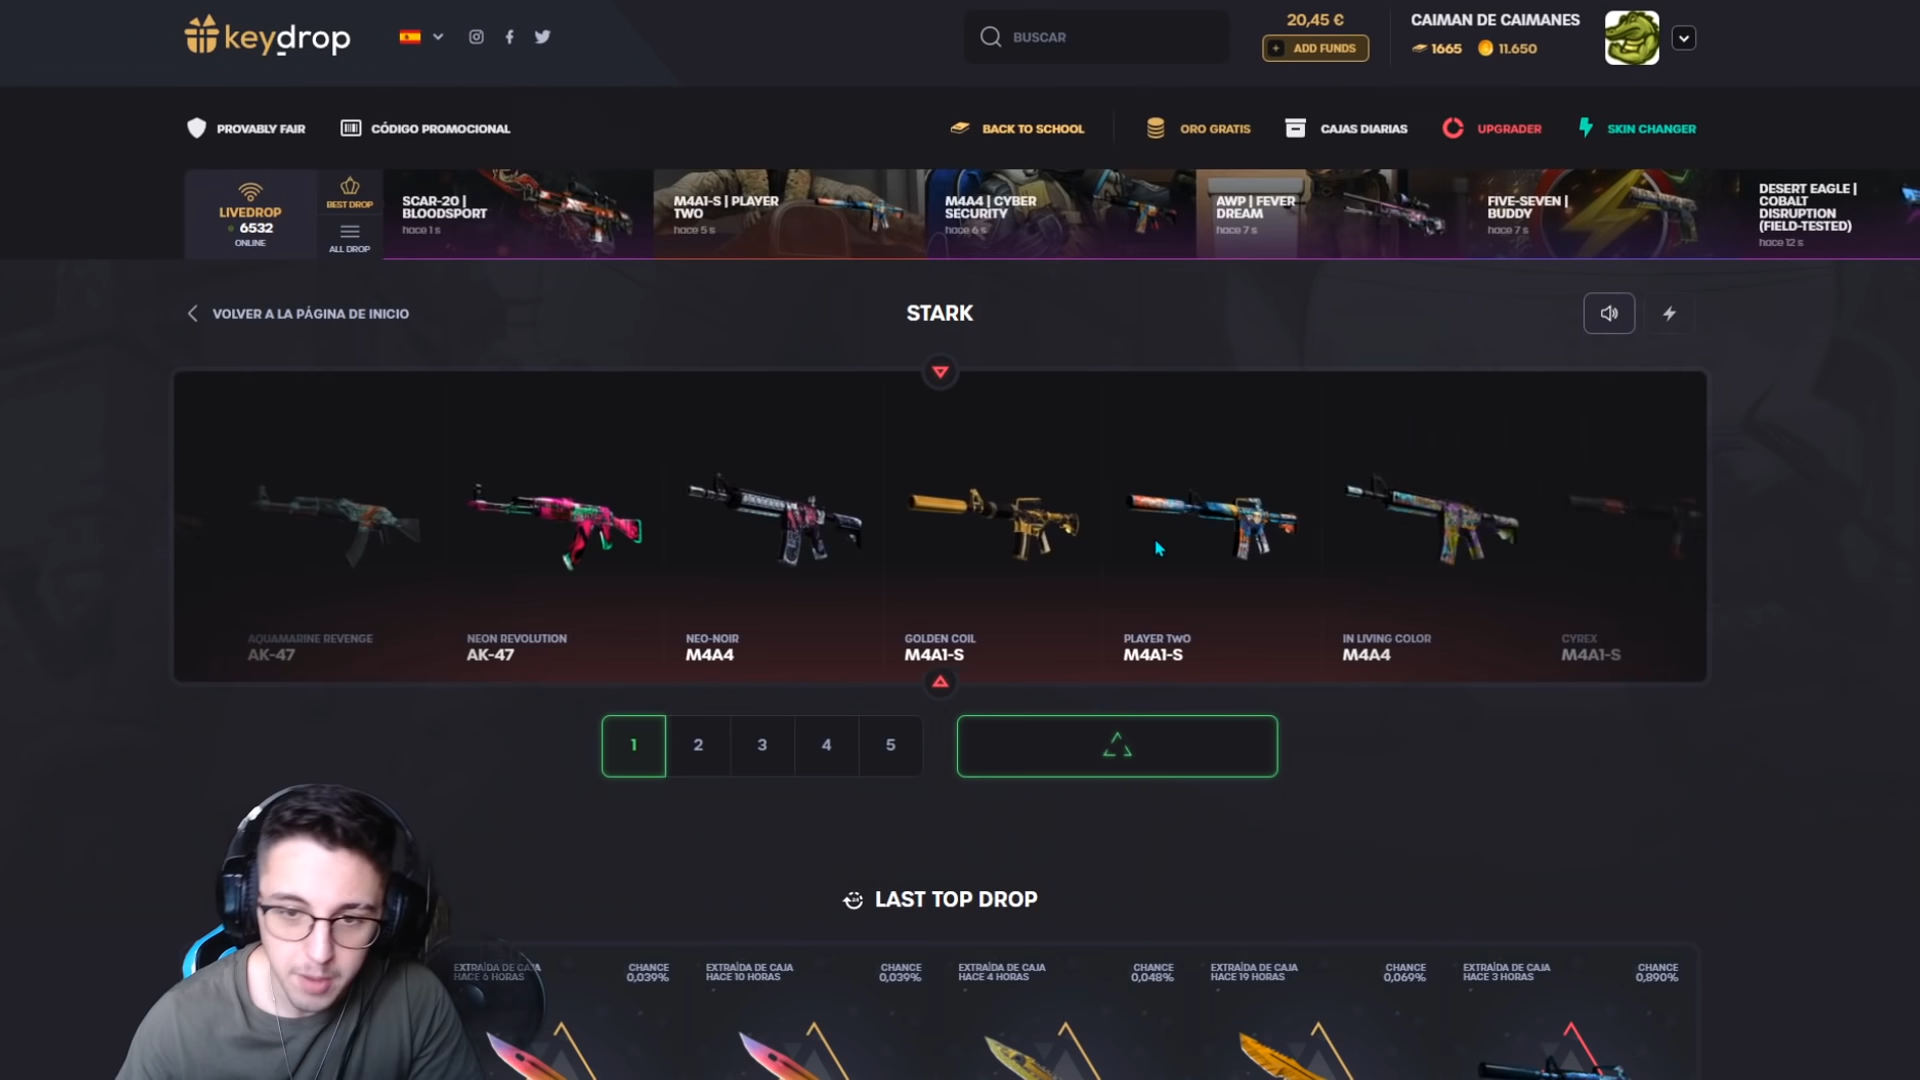 keydrop
BUSCAR
20,45 €
+ ADD FUNDS
CAIMAN DE CAIMANES
1665 11.650
PROVABLY FAIR
CÓDIGO PROMOCIONAL
BACK TO SCHOOL
ORO GRATIS
CAJAS DIARIAS
UPGRADER
SKIN CHANGER
LIVEDROP
6532
ONLINE
BEST DROP
ALL DROP
SCAR-20 |
BLOODSPORT
hace 1 s
M4A1-S | PLAYER
TWO
hace 5 s
M4A4 | CYBER
SECURITY
hace 6 s
AWP | FEVER
DREAM
hace 7 s
FIVE-SEVEN |
BUDDY
hace 7 s
DESERT EAGLE |
COBALT
DISRUPTION
(FIELD-TESTED)
hace 12 s
VOLVER A LA PÁGINA DE INICIO
STARK
AQUAMARINE REVENGE
AK-47
NEON REVOLUTION
AK-47
NEO-NOIR
M4A4
GOLDEN COIL
M4A1-S
PLAYER TWO
M4A1-S
IN LIVING COLOR
M4A4
CYREX
M4A1-S
1 2 3 4 5
LAST TOP DROP
EXTRAÍDA DE CAJA
HACE 6 HORAS
CHANCE
0,039%
EXTRAÍDA DE CAJA
HACE 10 HORAS
CHANCE
0,039%
EXTRAÍDA DE CAJA
HACE 4 HORAS
CHANCE
0,048%
EXTRAÍDA DE CAJA
HACE 19 HORAS
CHANCE
0,069%
EXTRAÍDA DE CAJA
HACE 3 HORAS
CHANCE
0,890%